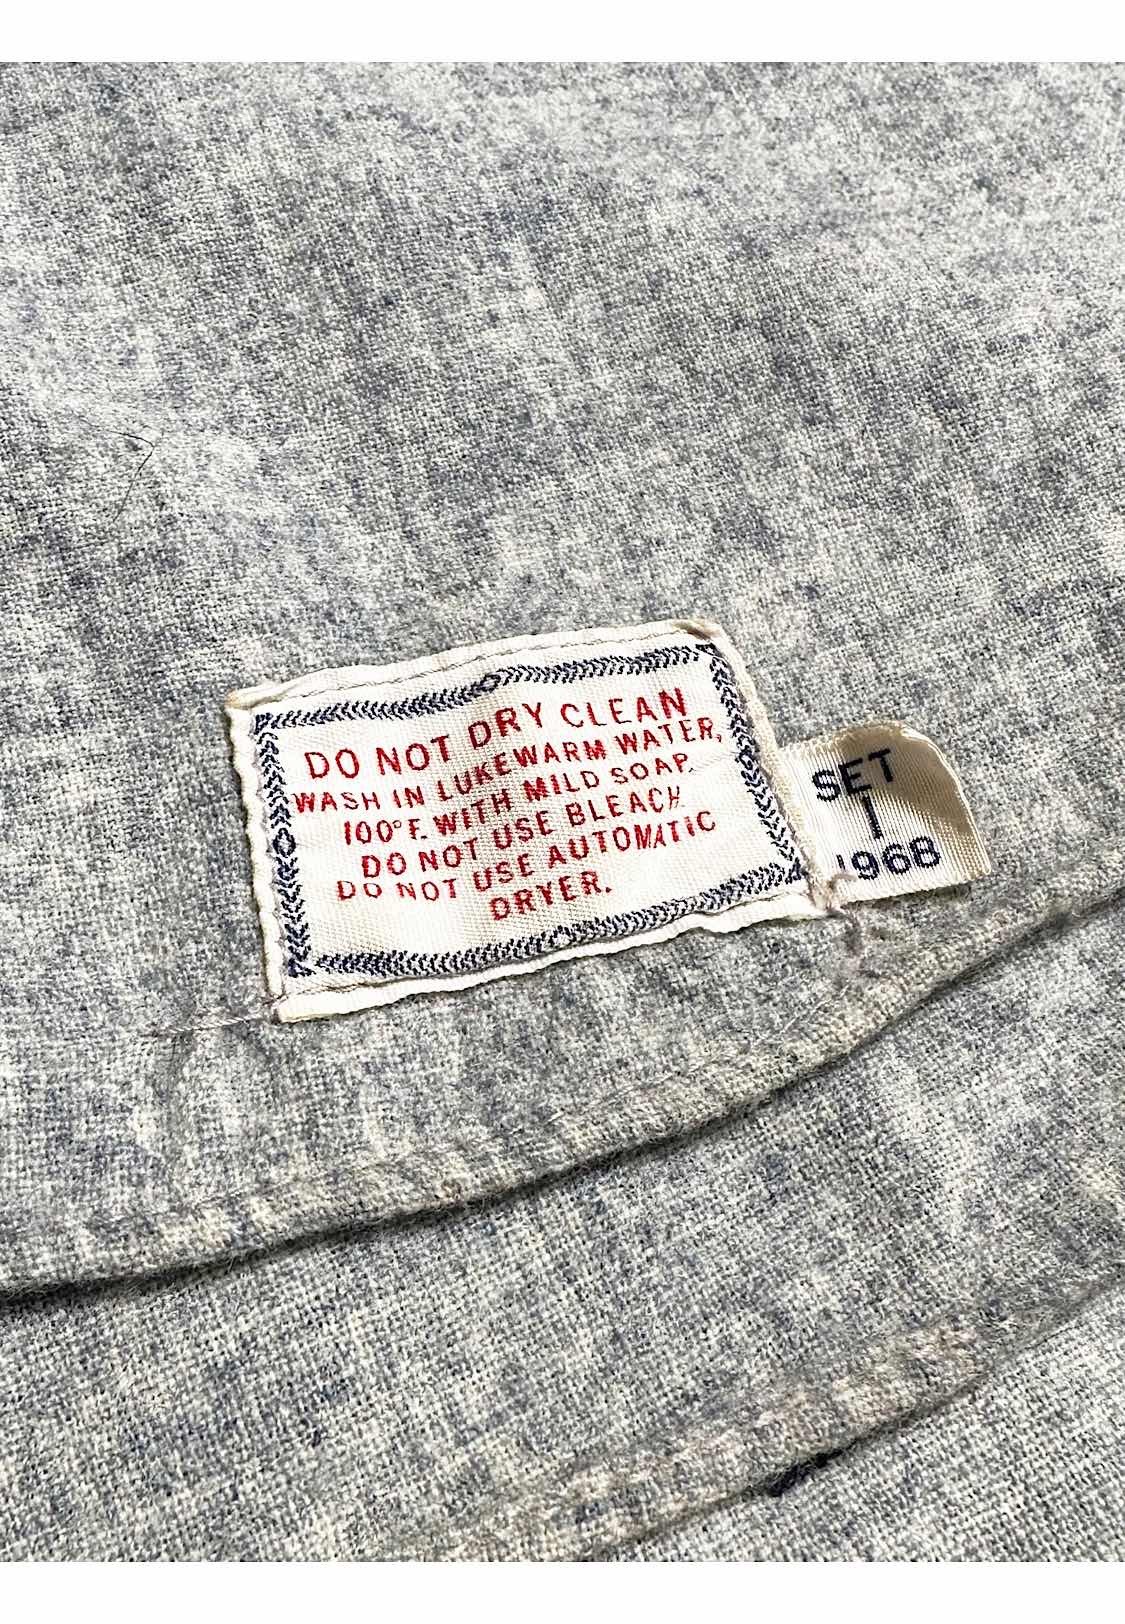 DO NOT DRY CLEAN
WASH IN LUKEWARM WATER,
100°F. WITH MILD SOAP.
DO NOT USE BLEACH.
DO NOT USE AUTOMATIC
DRYER.
SET
1
1968